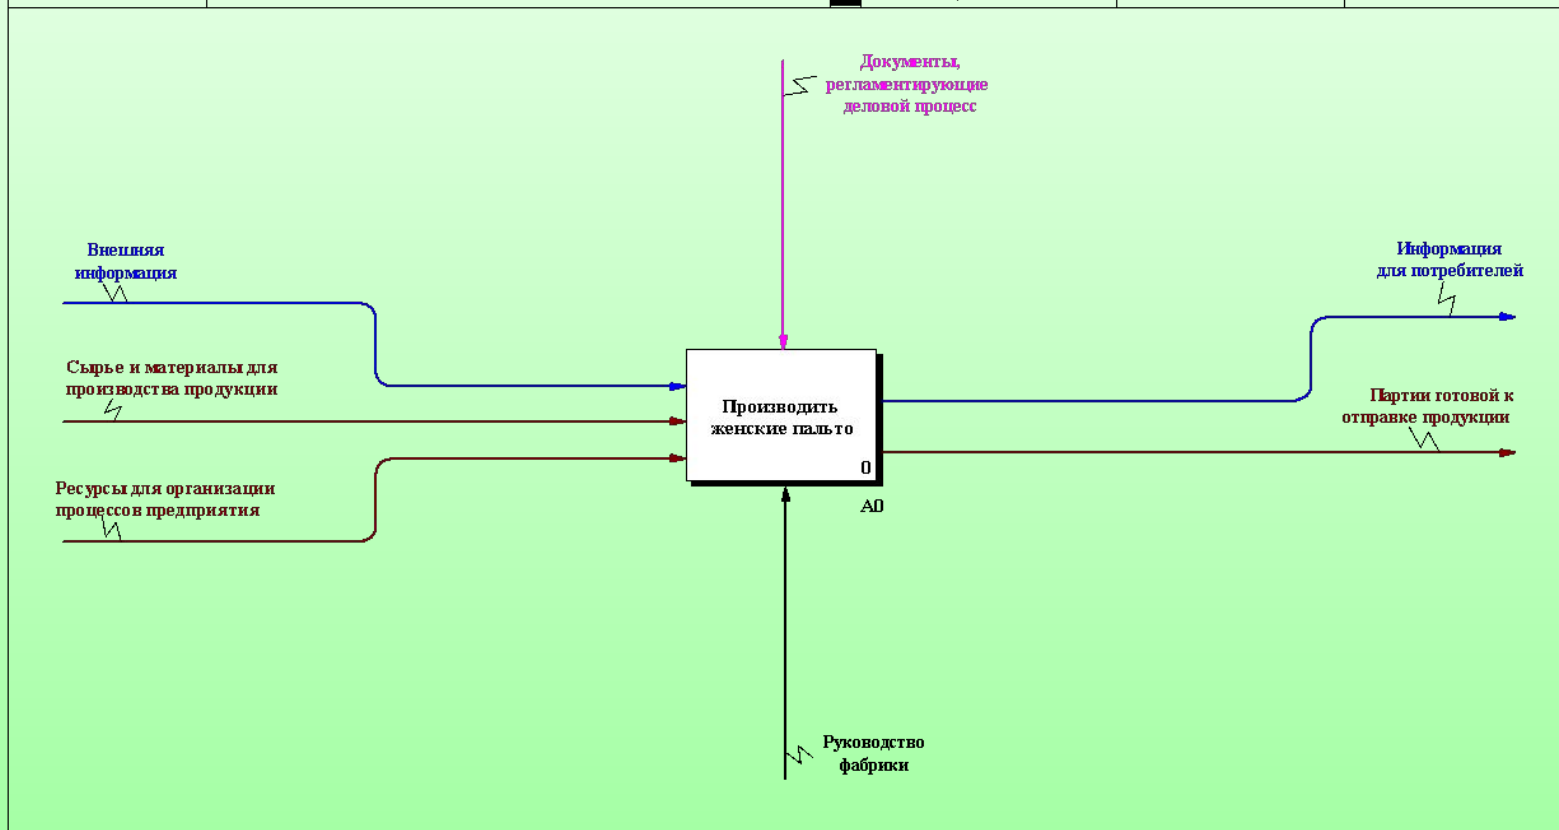 Документы,
регламентирующие
деловой процесс
Внешняя
информация
Информация
для потребителей
Сырье и материалы для
производства продукции
Производить
женские пальто
0
A0
Партии готовой к
отправке продукции
Ресурсы для организации
процессов предприятия
Руководство
фабрики